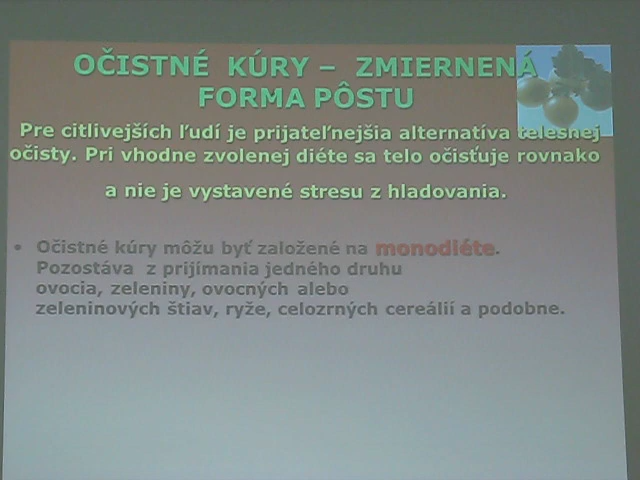 OČISTNÉ KÚRY – ZMIERNENÁ
FORMA PÔSTU
Pre citlivejších ľudí je prijateľnejšia alternatíva telesnej
očisty. Pri vhodne zvolenej diéte sa telo očisťuje rovnako
a nie je vystavené stresu z hladovania.
• Očistné kúry môžu byť založené na monodiéte.
Pozostáva z prijímania jedného druhu
ovocia, zeleniny, ovocných alebo
zeleninových štiav, ryže, celozrných cereálií a podobne.